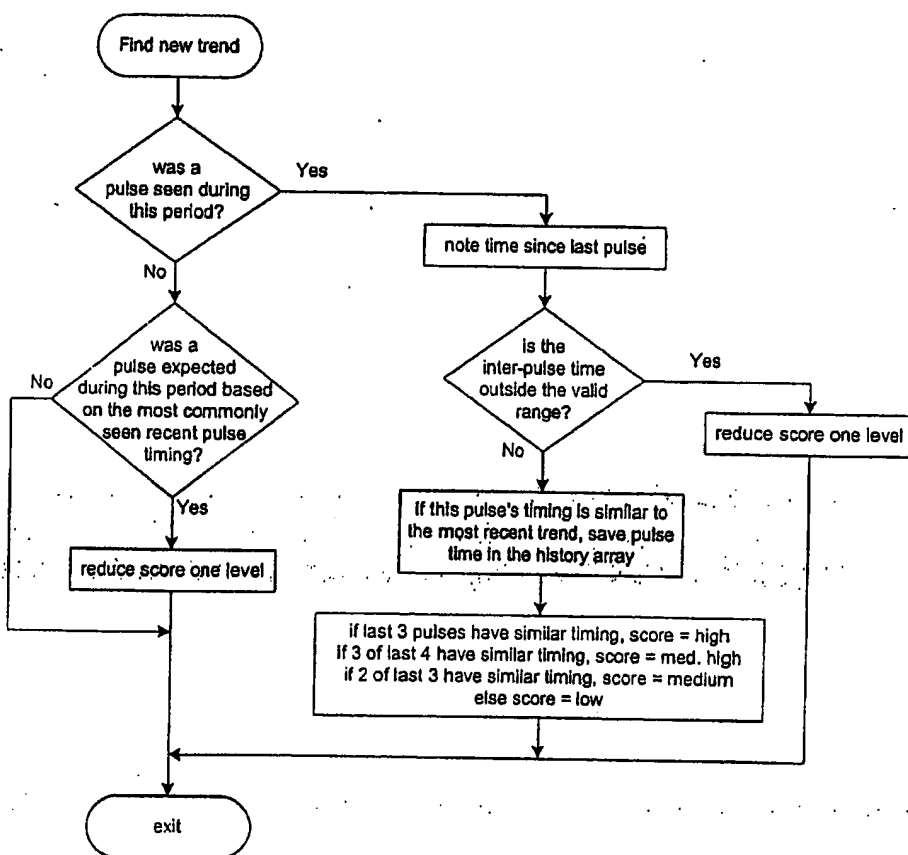 Find new trend
was a
pulse seen during
this period?
Yes
No
note time since last pulse
was a
pulse expected
during this period based
on the most commonly
seen recent pulse
timing?
No
Yes
reduce score one level
is the
inter-pulse time
outside the valid
range?
Yes
No
reduce score one level
if this pulse's timing is similar to
the most recent trend, save pulse
time in the history array
if last 3 pulses have similar timing, score = high
if 3 of last 4 have similar timing, score = med. high
if 2 of last 3 have similar timing, score = medium
else score = low
exit